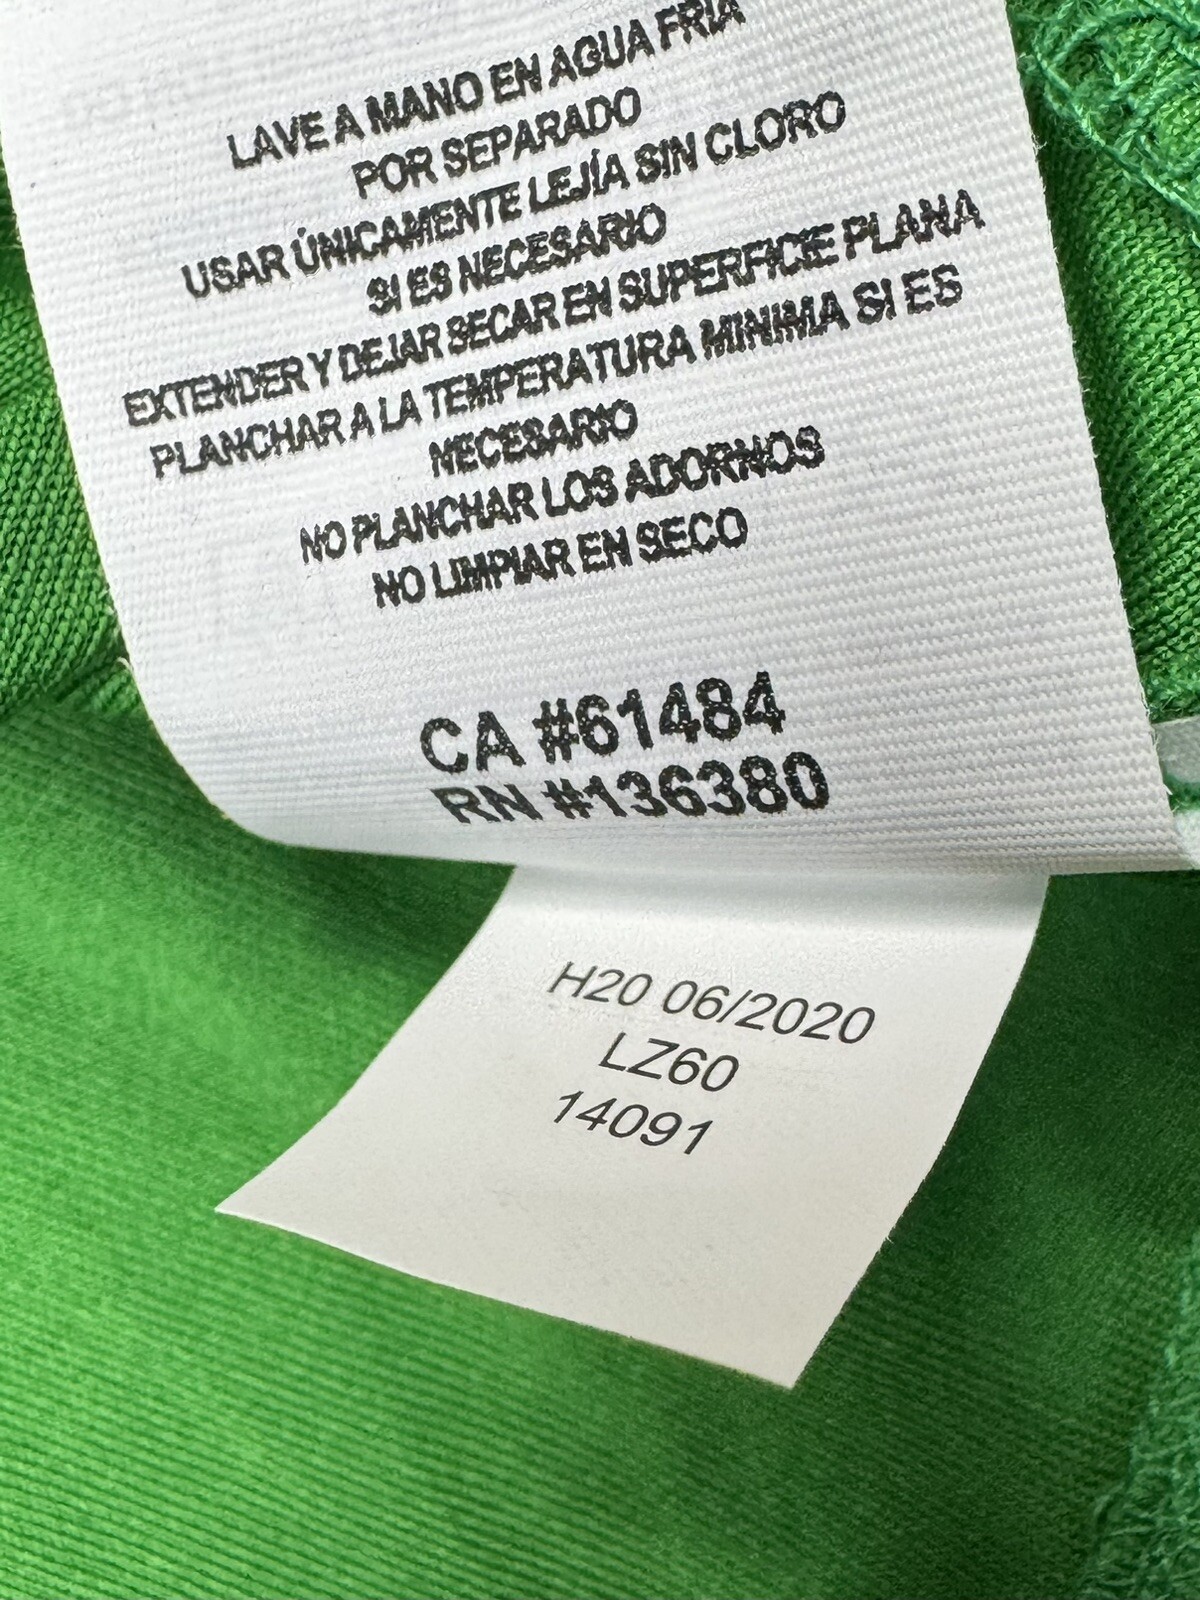 LAVE A MANO EN AGUA FRIA
POR SEPARADO
USAR ÚNICAMENTE LEJÍA SIN CLORO
SI ES NECESARIO
EXTENDER Y DEJAR SECAR EN SUPERFICIE PLANA
PLANCHAR A LA TEMPERATURA MINIMA SI ES
NECESARIO
NO PLANCHAR LOS ADORNOS
NO LIMPIAR EN SECO
CA #61484
RN #136380
H20 06/2020
LZ60
14091